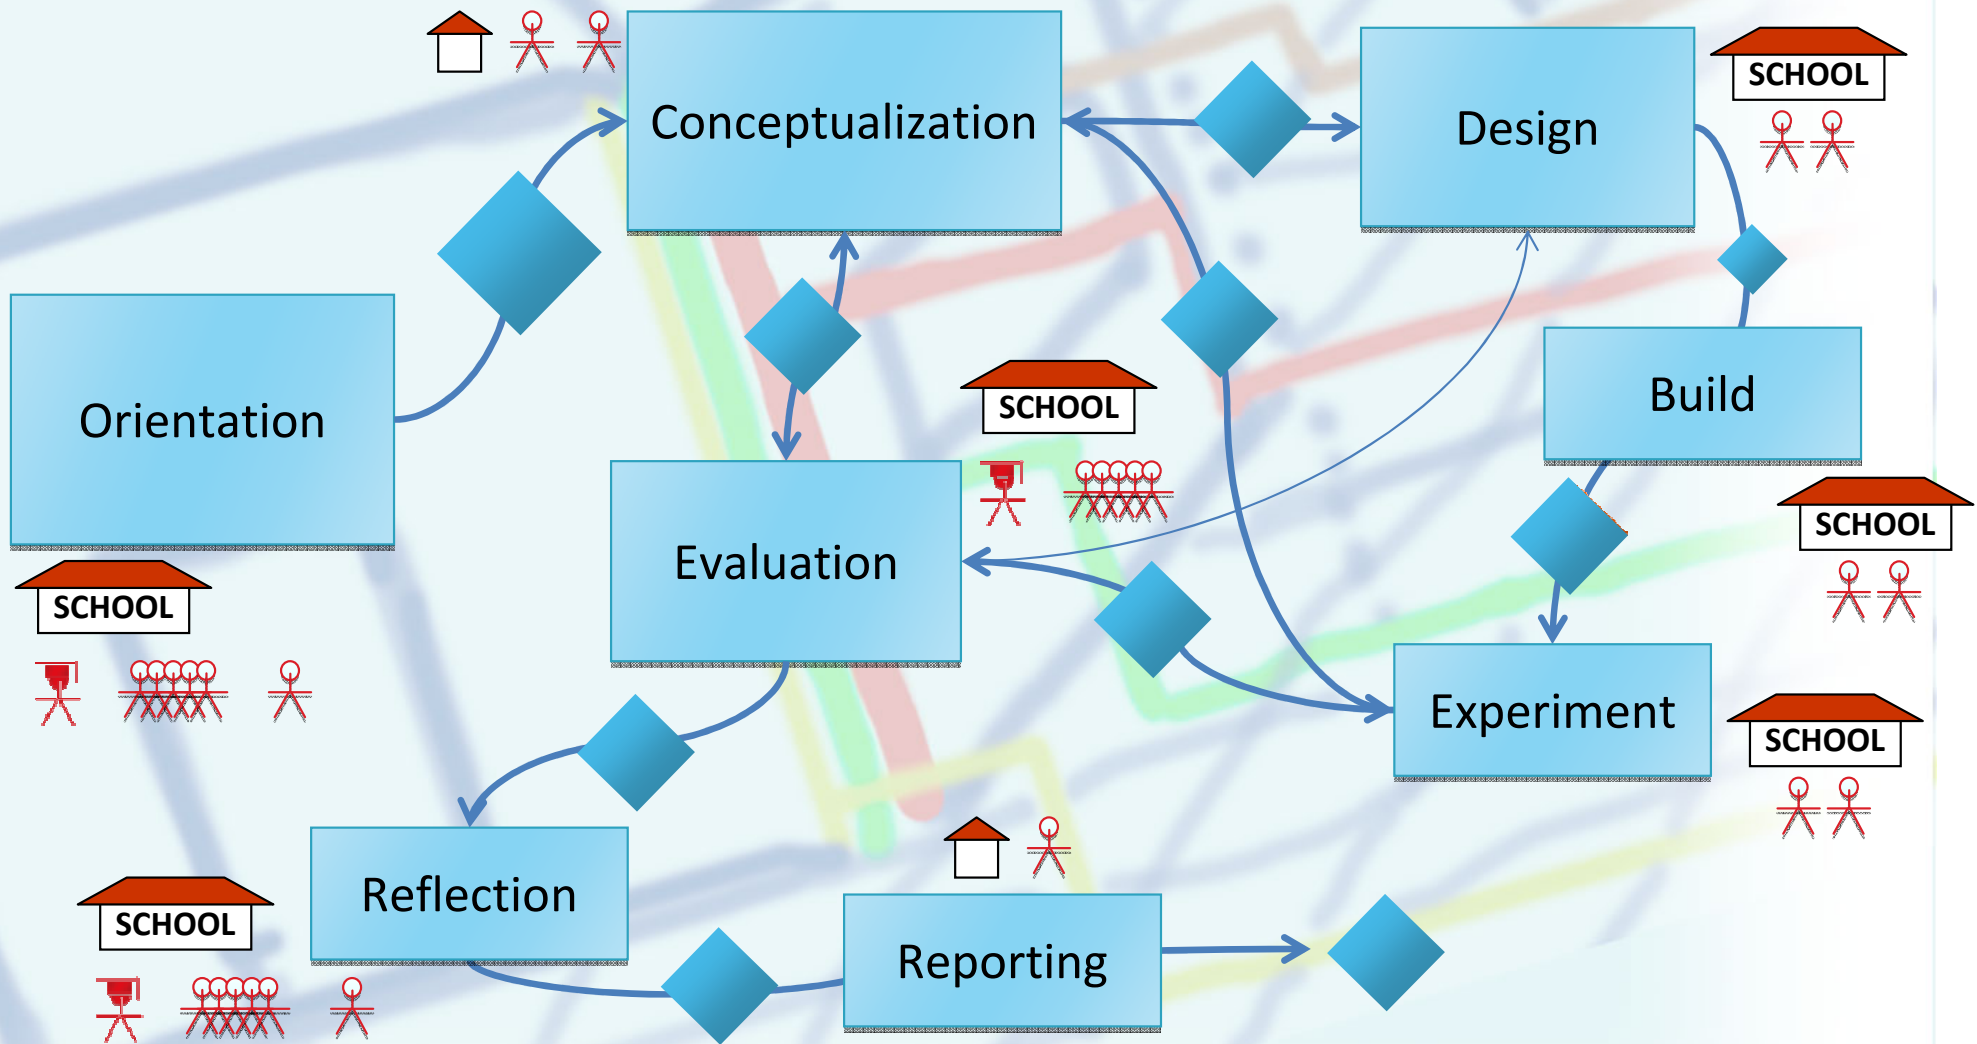 Conceptualization
Design
SCHOOL
Orientation
SCHOOL
Build
Evaluation
SCHOOL
SCHOOL
Experiment
SCHOOL
Reflection
SCHOOL
Reporting